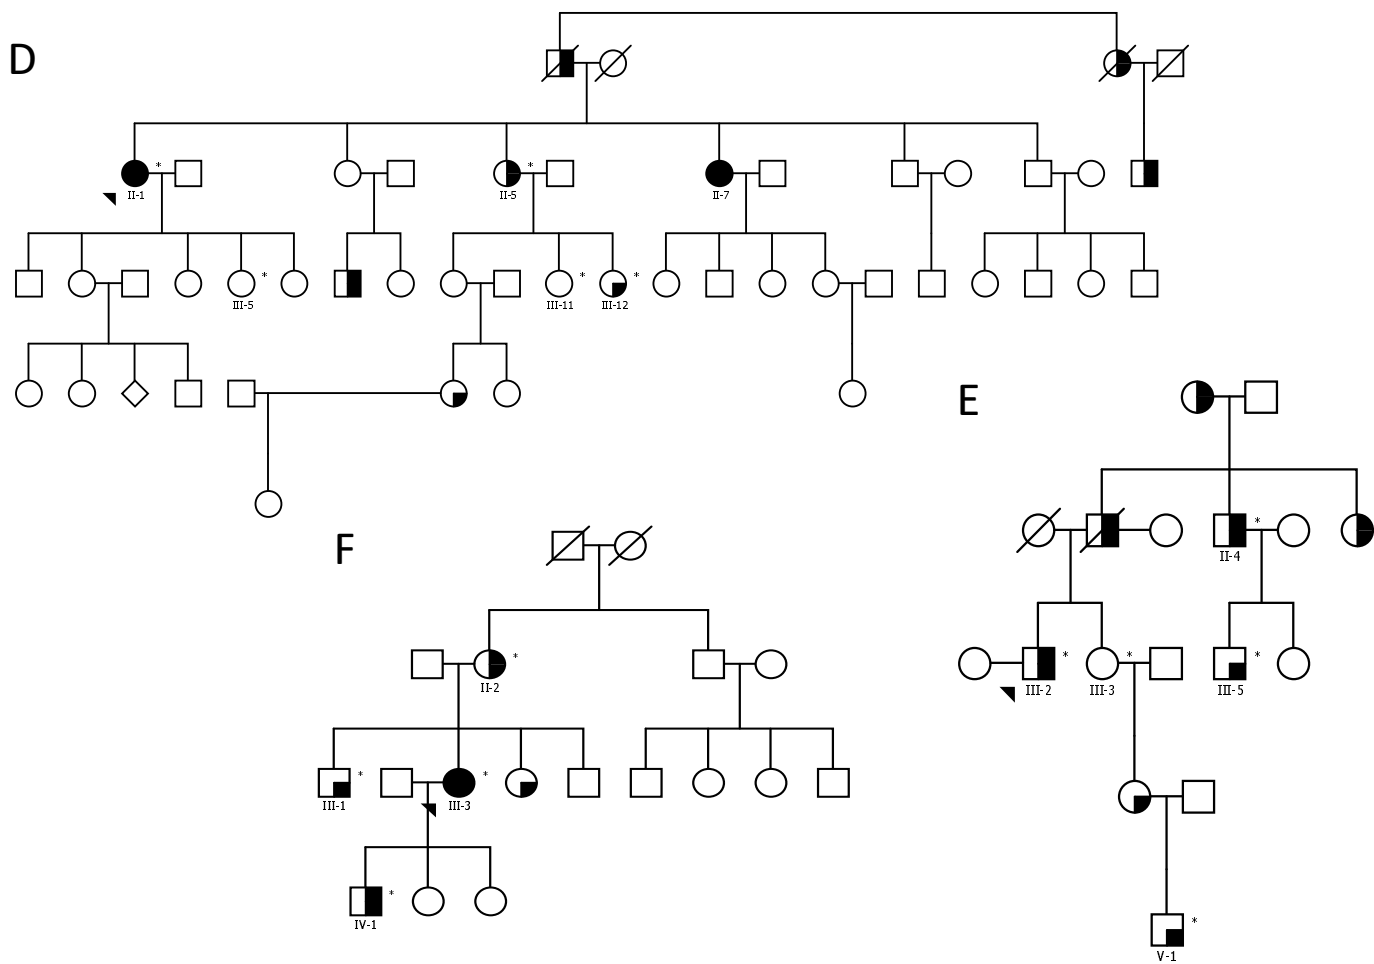 D
* * 
II-1 II-5 II-7
* * *
III-5 III-11 III-12
E
F
*
II-4
*
II-2
* * *
III-2 III-3 III-5
* *
III-1 III-3
*
IV-1
*
V-1